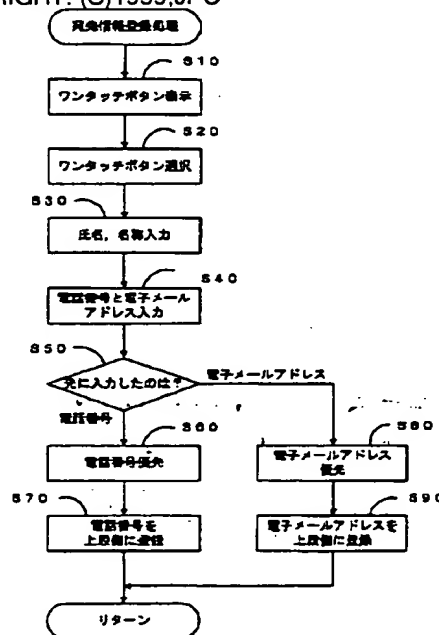 RIGHT: (C)1999,JPO
宛先情報登録処理
S10
ワンタッチボタン表示
S20
ワンタッチボタン選択
S30
氏名，名称入力
S40
電話番号と電子メール
アドレス入力
S50
先に入力したのは？
電子メールアドレス
電話番号
S60
S80
電話番号優先
電子メールアドレス
優先
S70
S90
電話番号を
上段側に登録
電子メールアドレスを
上段側に登録
リターン